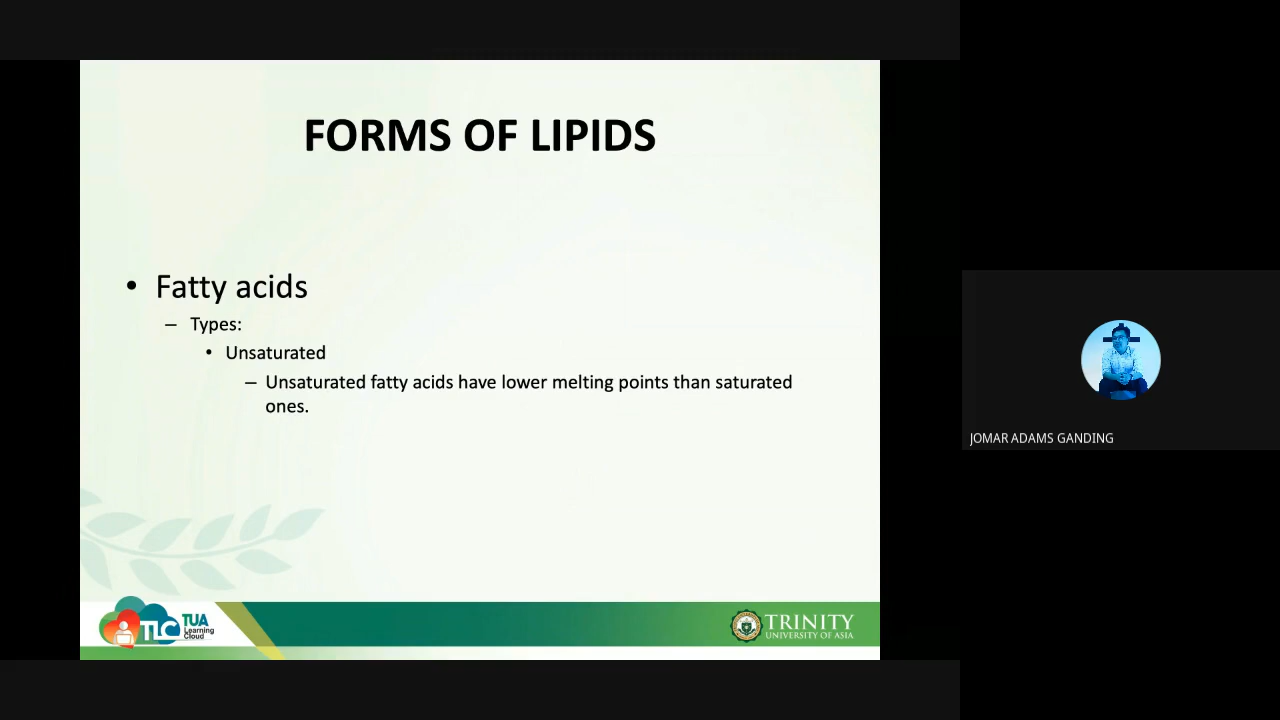 FORMS OF LIPIDS
• Fatty acids
– Types:
• Unsaturated
– Unsaturated fatty acids have lower melting points than saturated
ones.
JOMAR ADAMS GANDING
TLC TUA
Learning
Cloud
TRINITY
UNIVERSITY OF ASIA